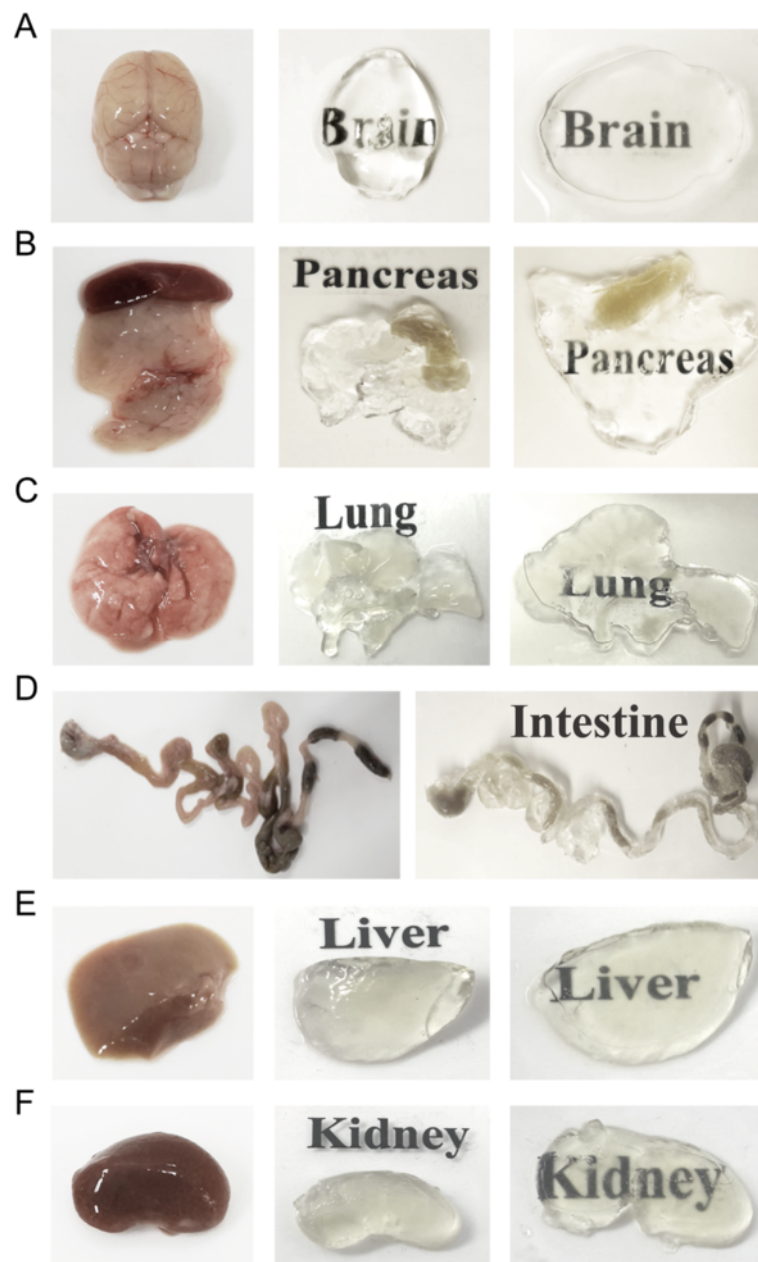 A
Brain
Brain
B
Pancreas
Pancreas
C
Lung
Lung
D
Intestine
E
Liver
Liver
F
Kidney
Kidney